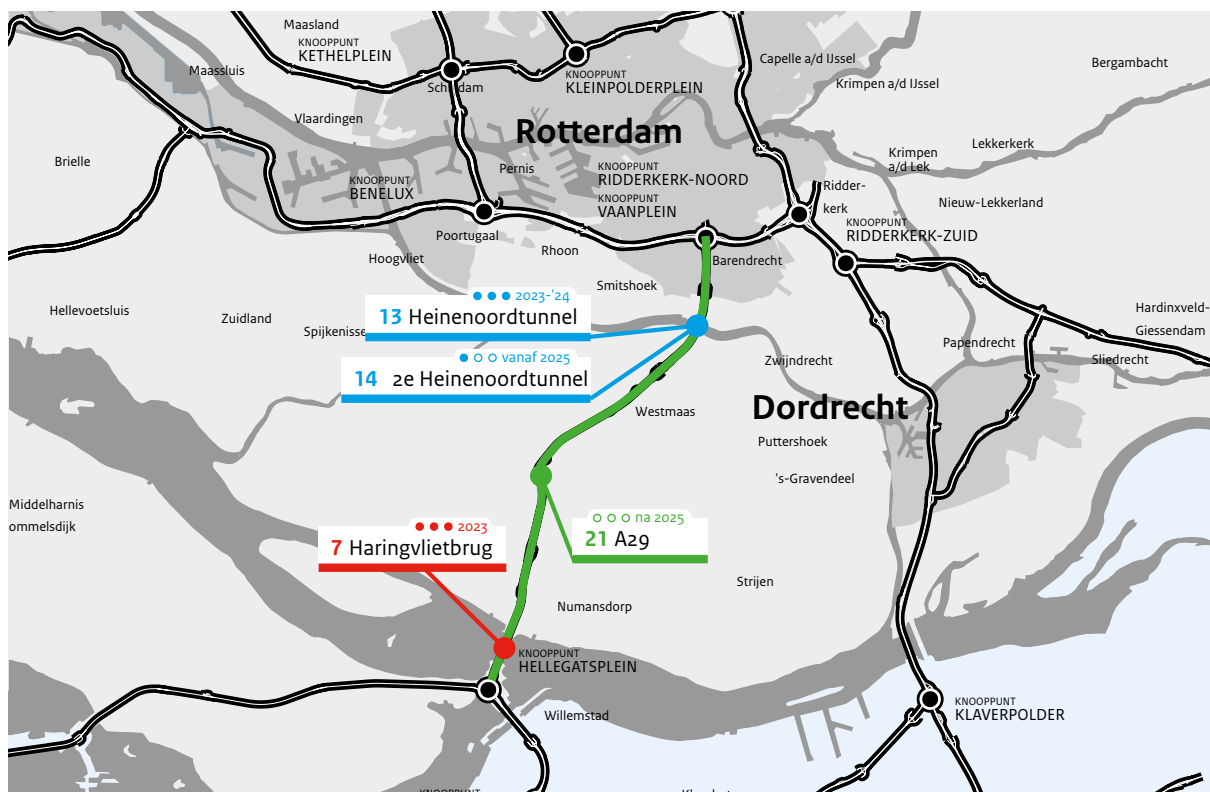 Maasland
KNOOPPUNT
KETHELPLEIN
Maassluis
Schiedam
KNOOPPUNT
KLEINPOLDERPLEIN
Capelle a/d IJssel
Krimpen a/d IJssel
Bergambacht
Vlaardingen
Rotterdam
Brielle
Pernis
KNOOPPUNT
BENELUX
KNOOPPUNT
RIDDERKERK-NOORD
KNOOPPUNT
VAANPLEIN
Krimpen
a/d Lek
Lekkerkerk
Ridder-
kerk
Nieuw-Lekkerland
KNOOPPUNT
RIDDERKERK-ZUID
Poortugaal
Rhoon
Hoogvliet
Barendrecht
Smitshoek
Hellevoetsluis
Zuidland
Spijkenisse
2023-'24
13 Heinenoordtunnel
vanaf 2025
14 2e Heinenoordtunnel
Hardinxveld-
Giessendam
Papendrecht
Sliedrecht
Zwijndrecht
Dordrecht
Westmaas
Puttershoek
's-Gravendeel
Middelharnis
ommelsdijk
2023
7 Haringvlietbrug
na 2025
21 A29
Strijen
Numansdorp
KNOOPPUNT
HELLEGATSPLEIN
Willemstad
KNOOPPUNT
KLAVERPOLDER
KNOOPPUNT